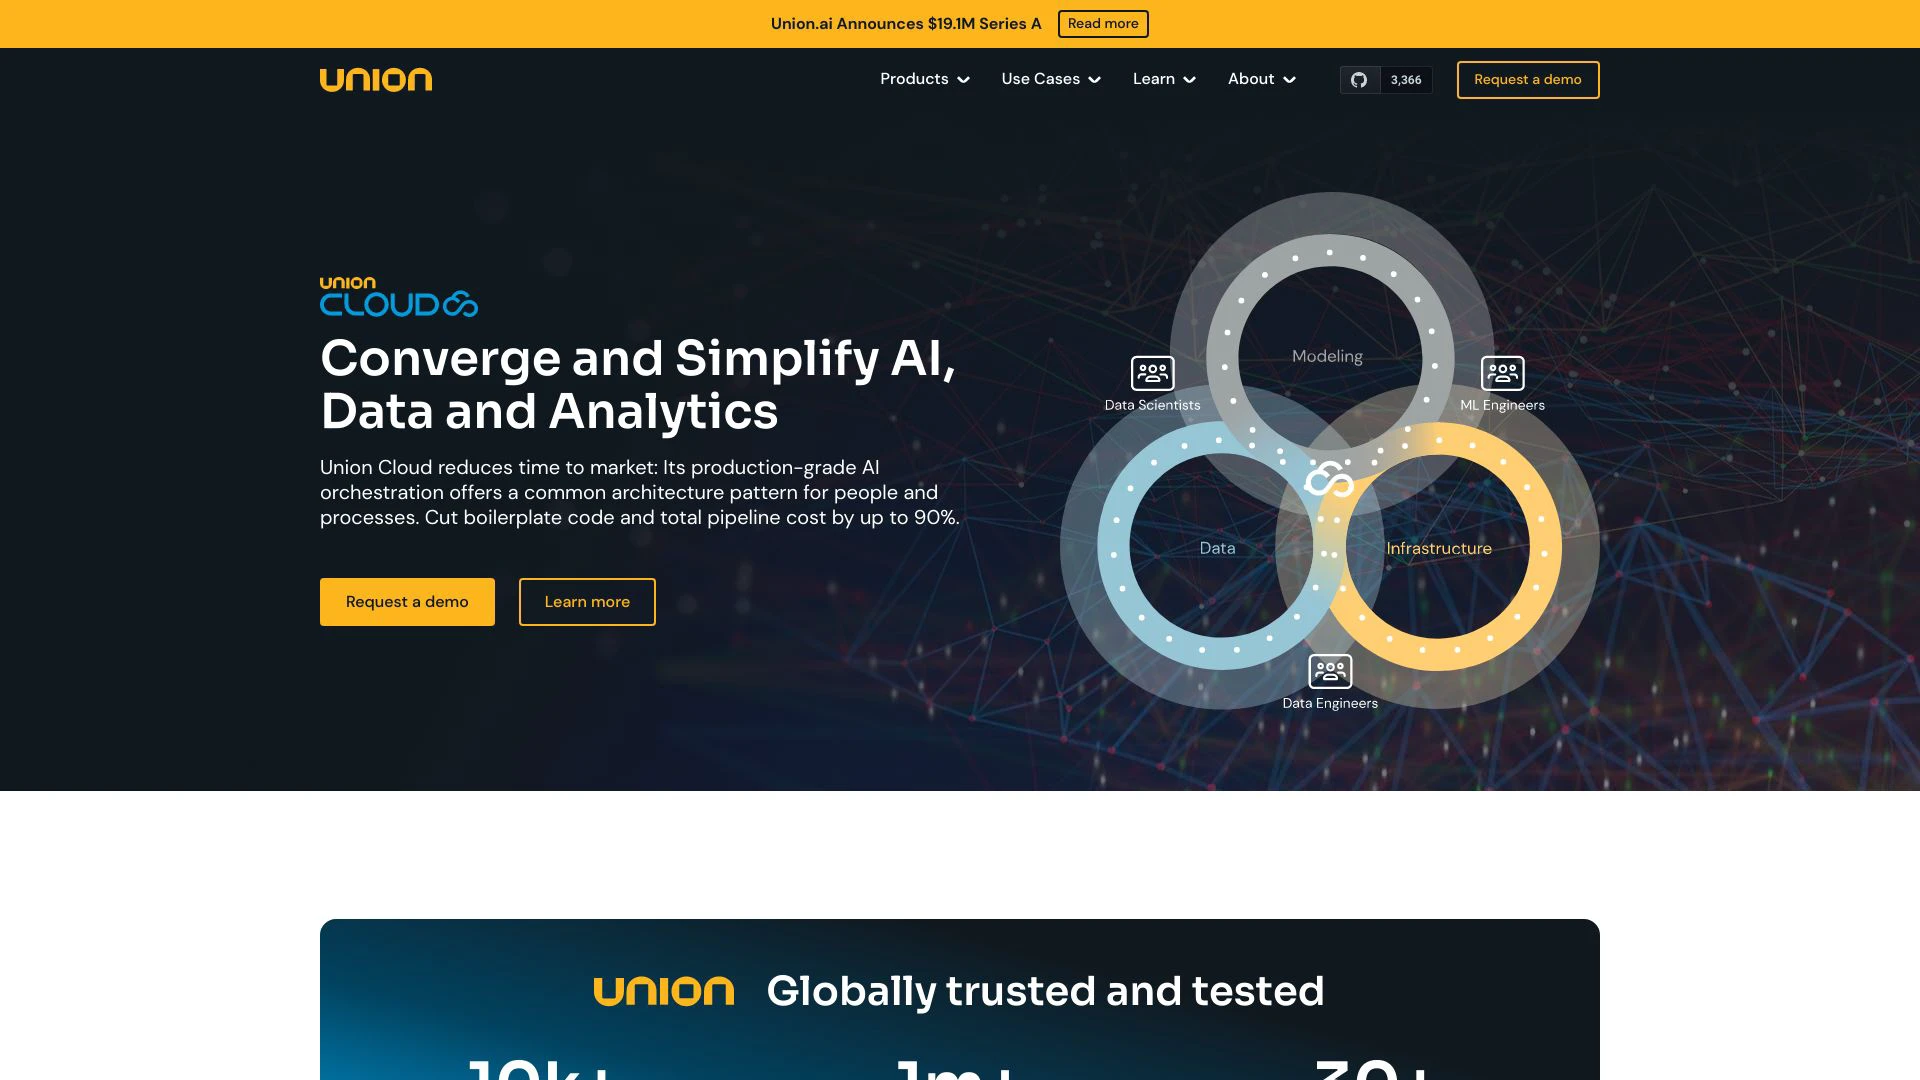 Union.ai Announces $19.1M Series A
Read more
UNION
Products
Use Cases
Learn
About
3,366
Request a demo
UNION
CLOUD
Converge and Simplify AI,
Data and Analytics
Union Cloud reduces time to market: Its production-grade AI
orchestration offers a common architecture pattern for people and
processes. Cut boilerplate code and total pipeline cost by up to 90%.
Request a demo
Learn more
Modeling
Data Scientists
ML Engineers
Data
Infrastructure
Data Engineers
UNION
Globally trusted and tested
10k+
1m+
30+